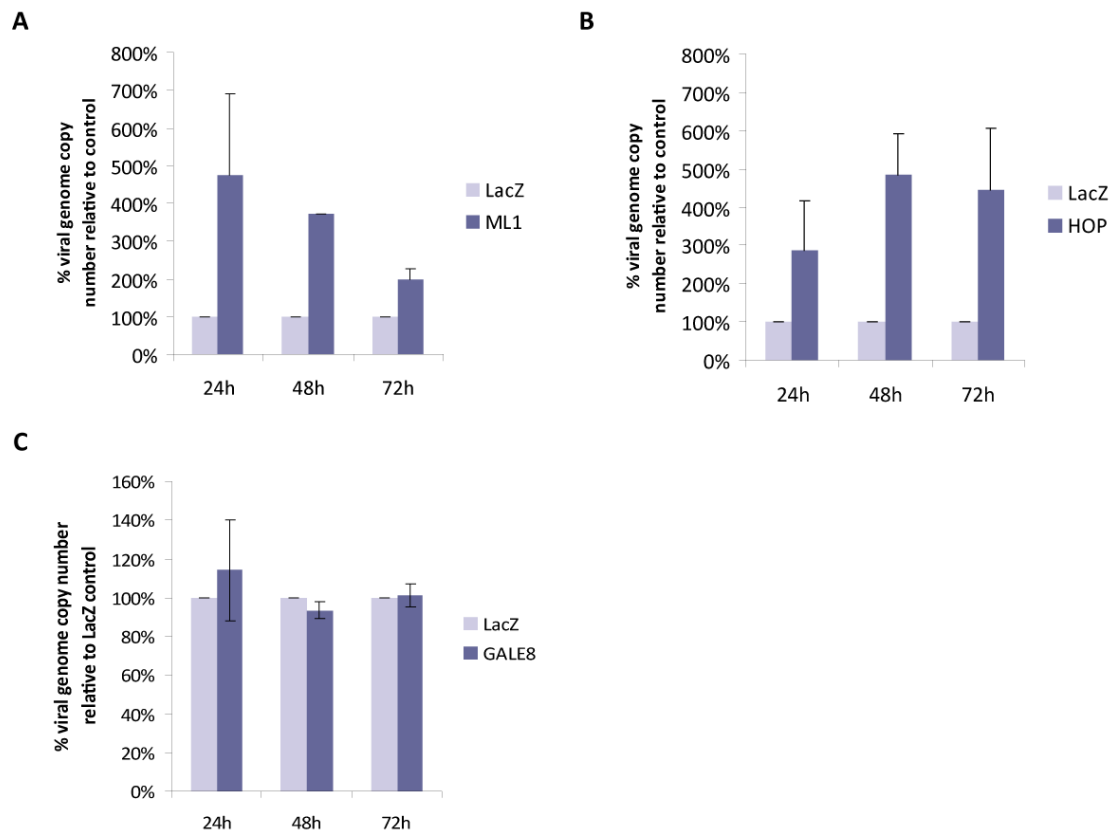 A
% viral genome copy
number relative to control
800%
700%
600%
500%
400%
300%
200%
100%
0%
24h
48h
72h
LacZ
ML1
B
% viral genome copy
number relative to control
800%
700%
600%
500%
400%
300%
200%
100%
0%
24h
48h
72h
LacZ
HOP
C
% viral genome copy number
relative to LacZ control
160%
140%
120%
100%
80%
60%
40%
20%
0%
24h
48h
72h
LacZ
GALE8